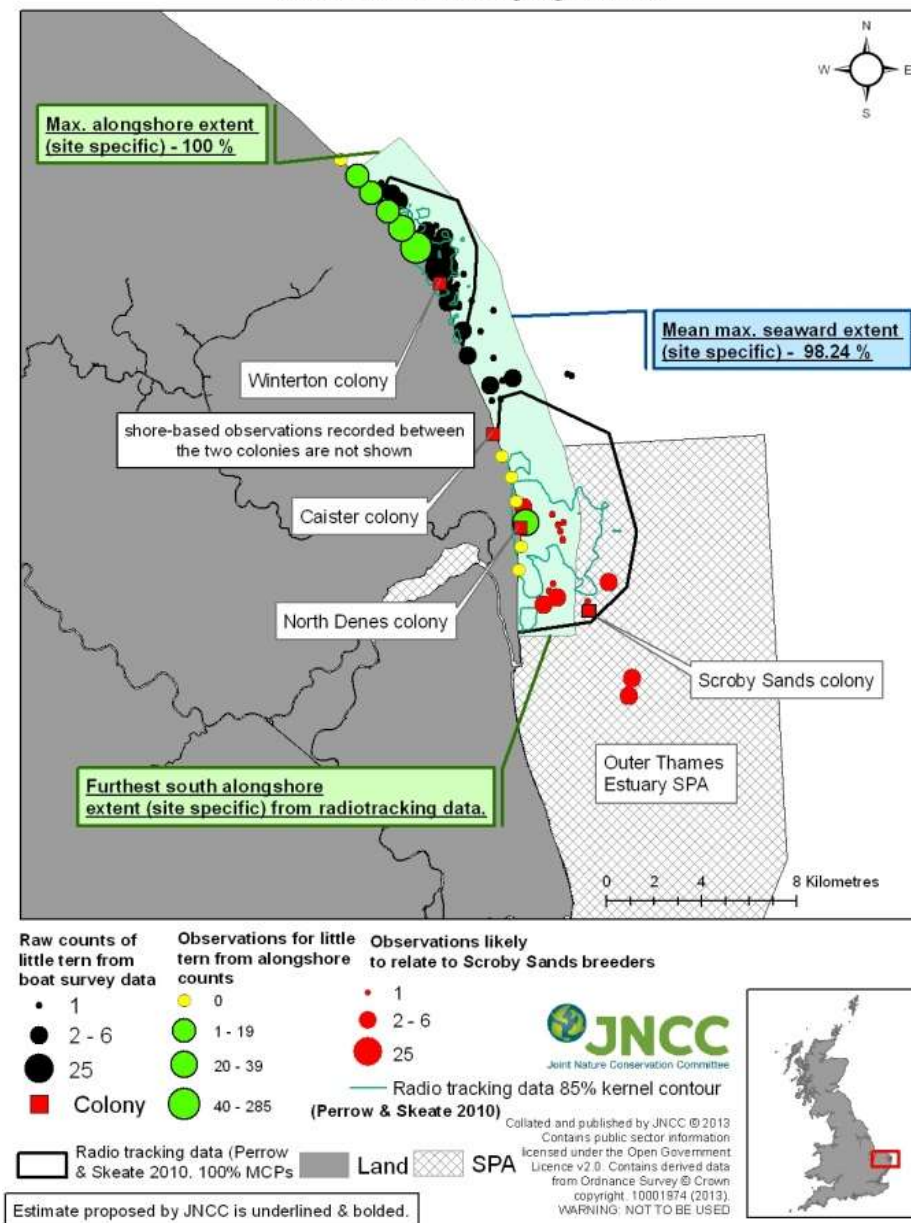 N
W E
S
Max. alongshore extent
(site specific) - 100 %
Mean max. seaward extent
(site specific) - 98.24 %
Winterton colony
shore-based observations recorded between
the two colonies are not shown
Caister colony
North Denes colony
Scroby Sands colony
Outer Thames
Estuary SPA
Furthest south alongshore
extent (site specific) from radiotracking data.
0 2 4 8 Kilometres
Raw counts of
little tern from
boat survey data
1
2 - 6
25
Colony
Observations for little
tern from alongshore
counts
0
1 - 19
20 - 39
40 - 285
Observations likely
to relate to Scroby Sands breeders
1
2 - 6
25
JNCC
Joint Nature Conservation Committee
Radio tracking data 85% kernel contour
(Perrow & Skeate 2010)
Collated and published by JNCC © 2013
Contains public sector information
licensed under the Open Government
Licence v2.0. Contains derived data
from Ordnance Survey © Crown
copyright. 10001974 (2013).
WARNING: NOT TO BE USED
Radio tracking data (Perrow
& Skeate 2010. 100% MCPs
Land
SPA
Estimate proposed by JNCC is underlined & bolded.